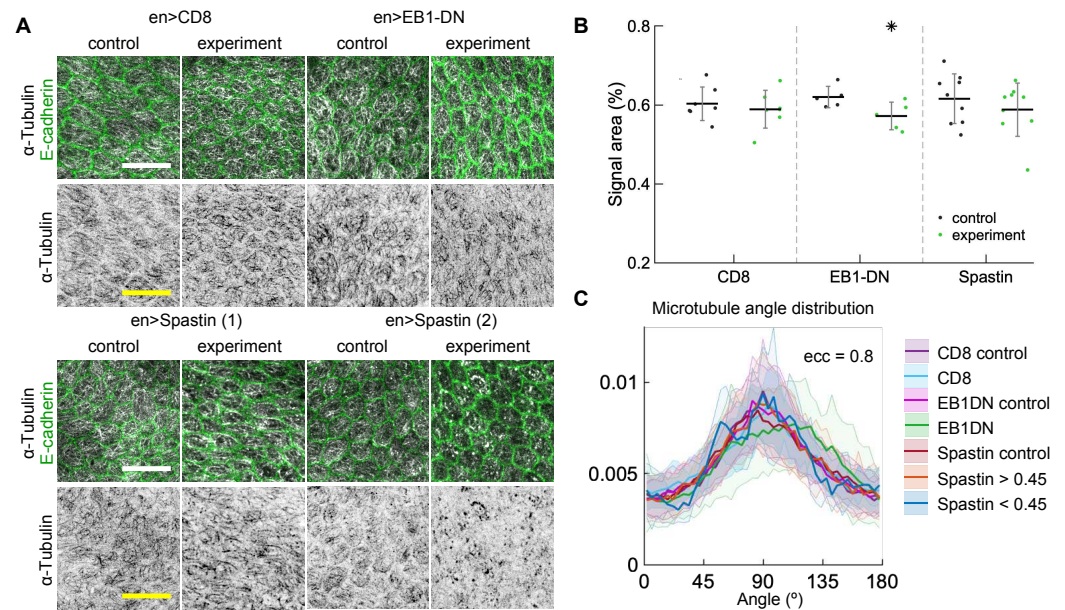 A
en>CD8
en>EB1-DN
control
experiment
control
experiment
α-Tubulin
E-cadherin
α-Tubulin
en>Spastin (1)
en>Spastin (2)
control
experiment
control
experiment
α-Tubulin
E-cadherin
α-Tubulin
B
Signal area (%)
0.8
0.6
0.4
0.2
*
control
experiment
CD8
EB1-DN
Spastin
C
Microtubule angle distribution
ecc = 0.8
0.01
0.005
0
0
45
90
135
180
Angle (º)
CD8 control
CD8
EB1DN control
EB1DN
Spastin control
Spastin > 0.45
Spastin < 0.45